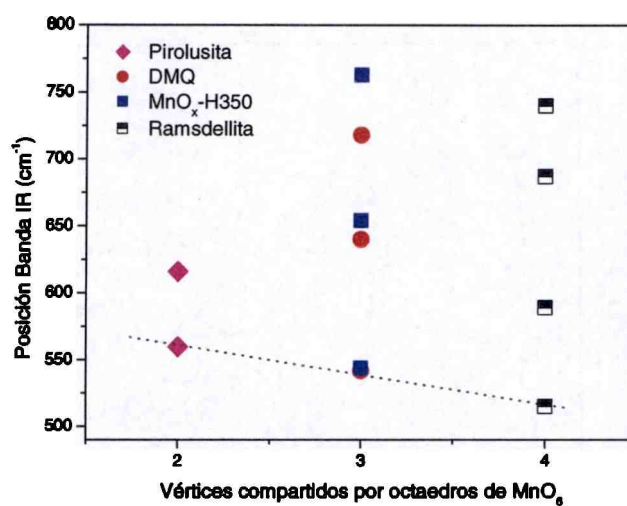 800
750
700
650
600
550
500
Posición Banda IR (cm⁻¹)
Pirolusita
DMQ
MnOₓ-H350
Ramsdellita
2
3
4
Vértices compartidos por octaedros de MnO₆